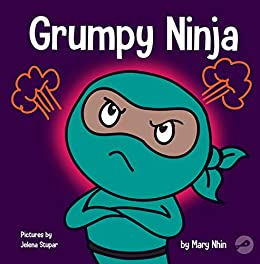 Grumpy Ninja
Pictures by
Jelena Stupar
by Mary Nhin